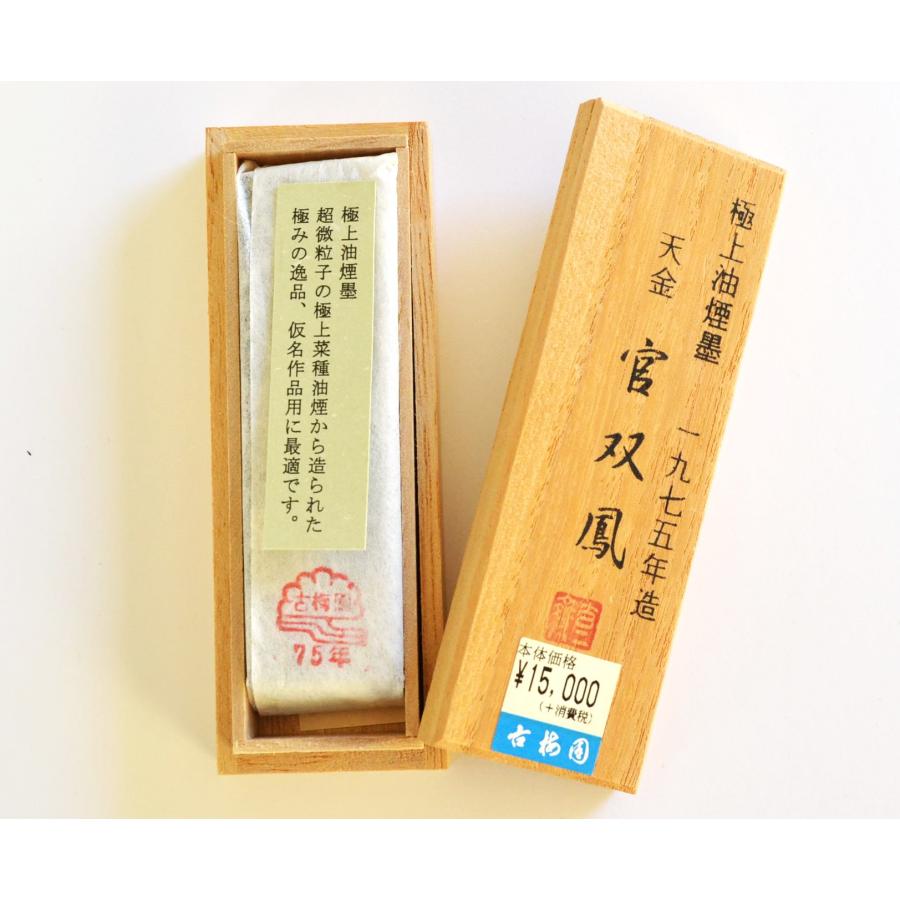 極上油煙墨　一九七五年造
天金
官双鳳
本体価格
¥15,000
(+消費税)
古梅園
極上油煙墨
超微粒子の極上菜種油煙から造られた
極みの逸品、仮名作品用に最適です。
古梅園
75年